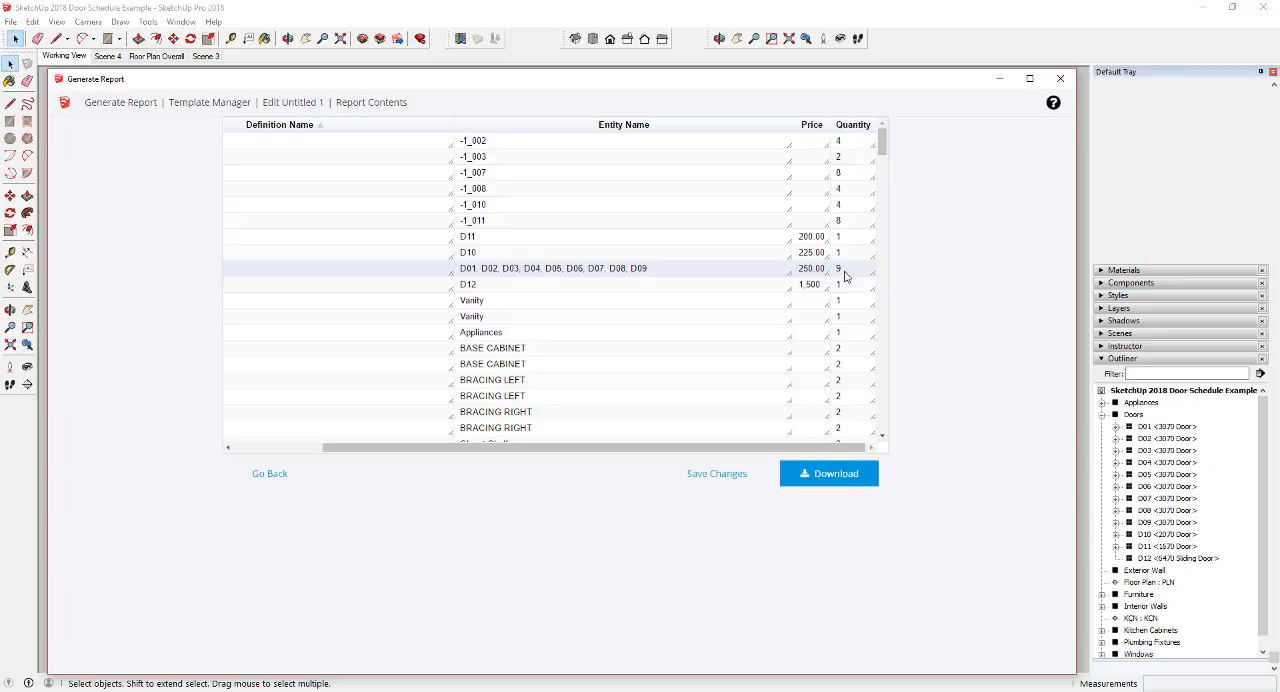 SketchUp 2018 Door Schedule Example - SketchUp Pro 2018
File Edit View Camera Draw Tools Window Help
Working View Scene 4 Floor Plan Overall Scene 3
Generate Report
Generate Report | Template Manager | Edit Untitled 1 | Report Contents
Definition Name Entity Name Price Quantity
-1_002 4
-1_003 2
-1_007 8
-1_008 4
-1_010 4
-1_011 8
D11 200.00 1
D10 225.00 1
D01, D02, D03, D04, D05, D06, D07, D08, D09 250.00 9
D12 1,500 1
Vanity 1
Vanity 1
Appliances 1
BASE CABINET 2
BASE CABINET 2
BRACING LEFT 2
BRACING LEFT 2
BRACING RIGHT 2
BRACING RIGHT 2
Go Back Save Changes Download
Default Tray
Materials
Components
Styles
Layers
Shadows
Scenes
Instructor
Outliner
Filter:
SketchUp 2018 Door Schedule Example
Appliances
Doors
D01 <3070 Door>
D02 <3070 Door>
D03 <3070 Door>
D04 <3070 Door>
D05 <3070 Door>
D06 <3070 Door>
D07 <3070 Door>
D08 <3070 Door>
D09 <3070 Door>
D10 <2070 Door>
D11 <1670 Door>
D12 <6470 Sliding Door>
Exterior Wall
Floor Plan : PLN
Furniture
Interior Walls
KCN : KCN
Kitchen Cabinets
Plumbing Fixtures
Windows
Select objects. Shift to extend select. Drag mouse to select multiple.
Measurements